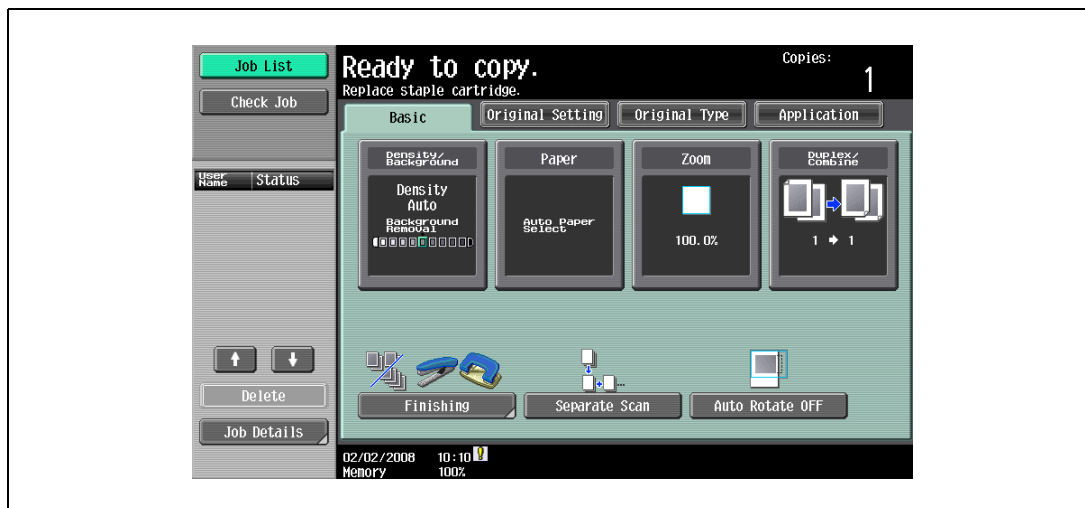 Job List
Check Job
User Name Status
Delete
Job Details
Ready to copy.
Replace staple cartridge.
Copies:
1
Basic
Original Setting
Original Type
Application
Density/
Background
Density
Auto
Background
Removal
Paper
Auto Paper
Select
Zoom
100.0%
Duplex/
Combine
1 → 1
Finishing
Separate Scan
Auto Rotate OFF
02/02/2008 10:10
Memory 100%